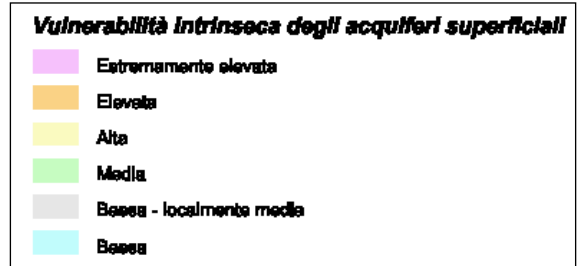 Vulnerabilità intrinseca degli acquiferi superficiali
Estremamente elevata
Elevata
Alta
Media
Bassa - localmente media
Bassa